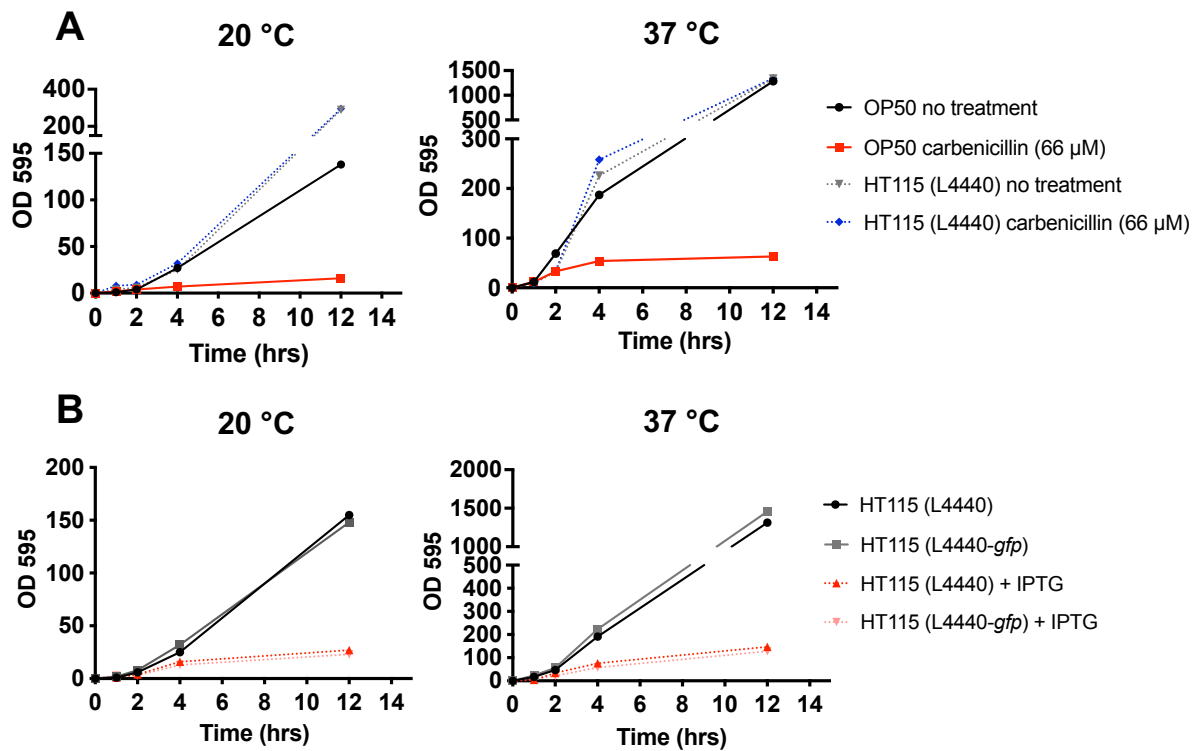 A
20 °C
37 °C
OD 595
400
300
150
100
50
0
0 2 4 6 8 10 12 14
Time (hrs)
OD 595
1500
1000
500
300
200
100
0
0 2 4 6 8 10 12 14
Time (hrs)
OP50 no treatment
OP50 carbenicillin (66 µM)
HT115 (L4440) no treatment
HT115 (L4440) carbenicillin (66 µM)
B
20 °C
37 °C
OD 595
200
150
100
50
0
0 2 4 6 8 10 12 14
Time (hrs)
OD 595
2000
1500
1000
500
400
300
200
100
0
0 2 4 6 8 10 12 14
Time (hrs)
HT115 (L4440)
HT115 (L4440-gfp)
HT115 (L4440) + IPTG
HT115 (L4440-gfp) + IPTG